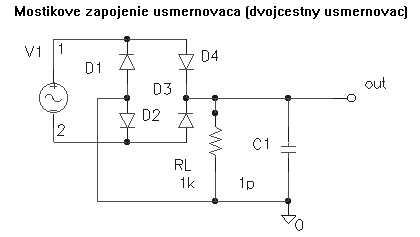 Mostikove zapojenie usmernovaca (dvojcestny usmernovac)
V1
1
D1
D4
out
D3
D2
2
RL
C1
1k
1p
0